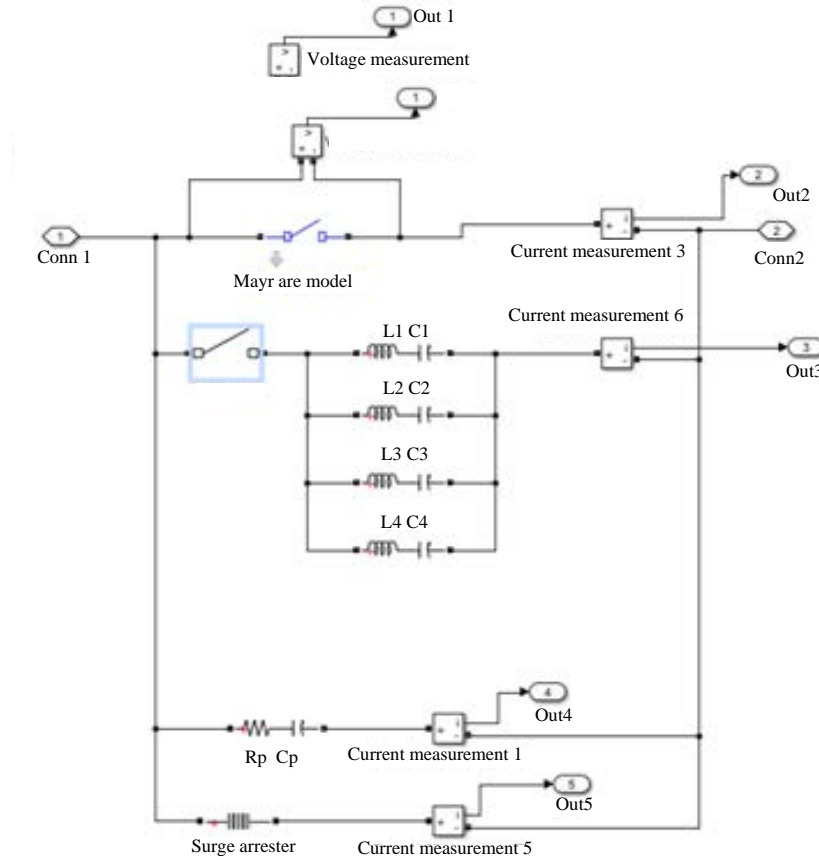 1
Out 1
Voltage measurement
1
2
Out2
1
Conn 1
2
Conn2
Current measurement 3
Mayr are model
Current measurement 6
L1 C1
3
Out3
L2 C2
L3 C3
L4 C4
4
Out4
Rp Cp
Current measurement 1
5
Out5
Surge arrester
Current measurement 5